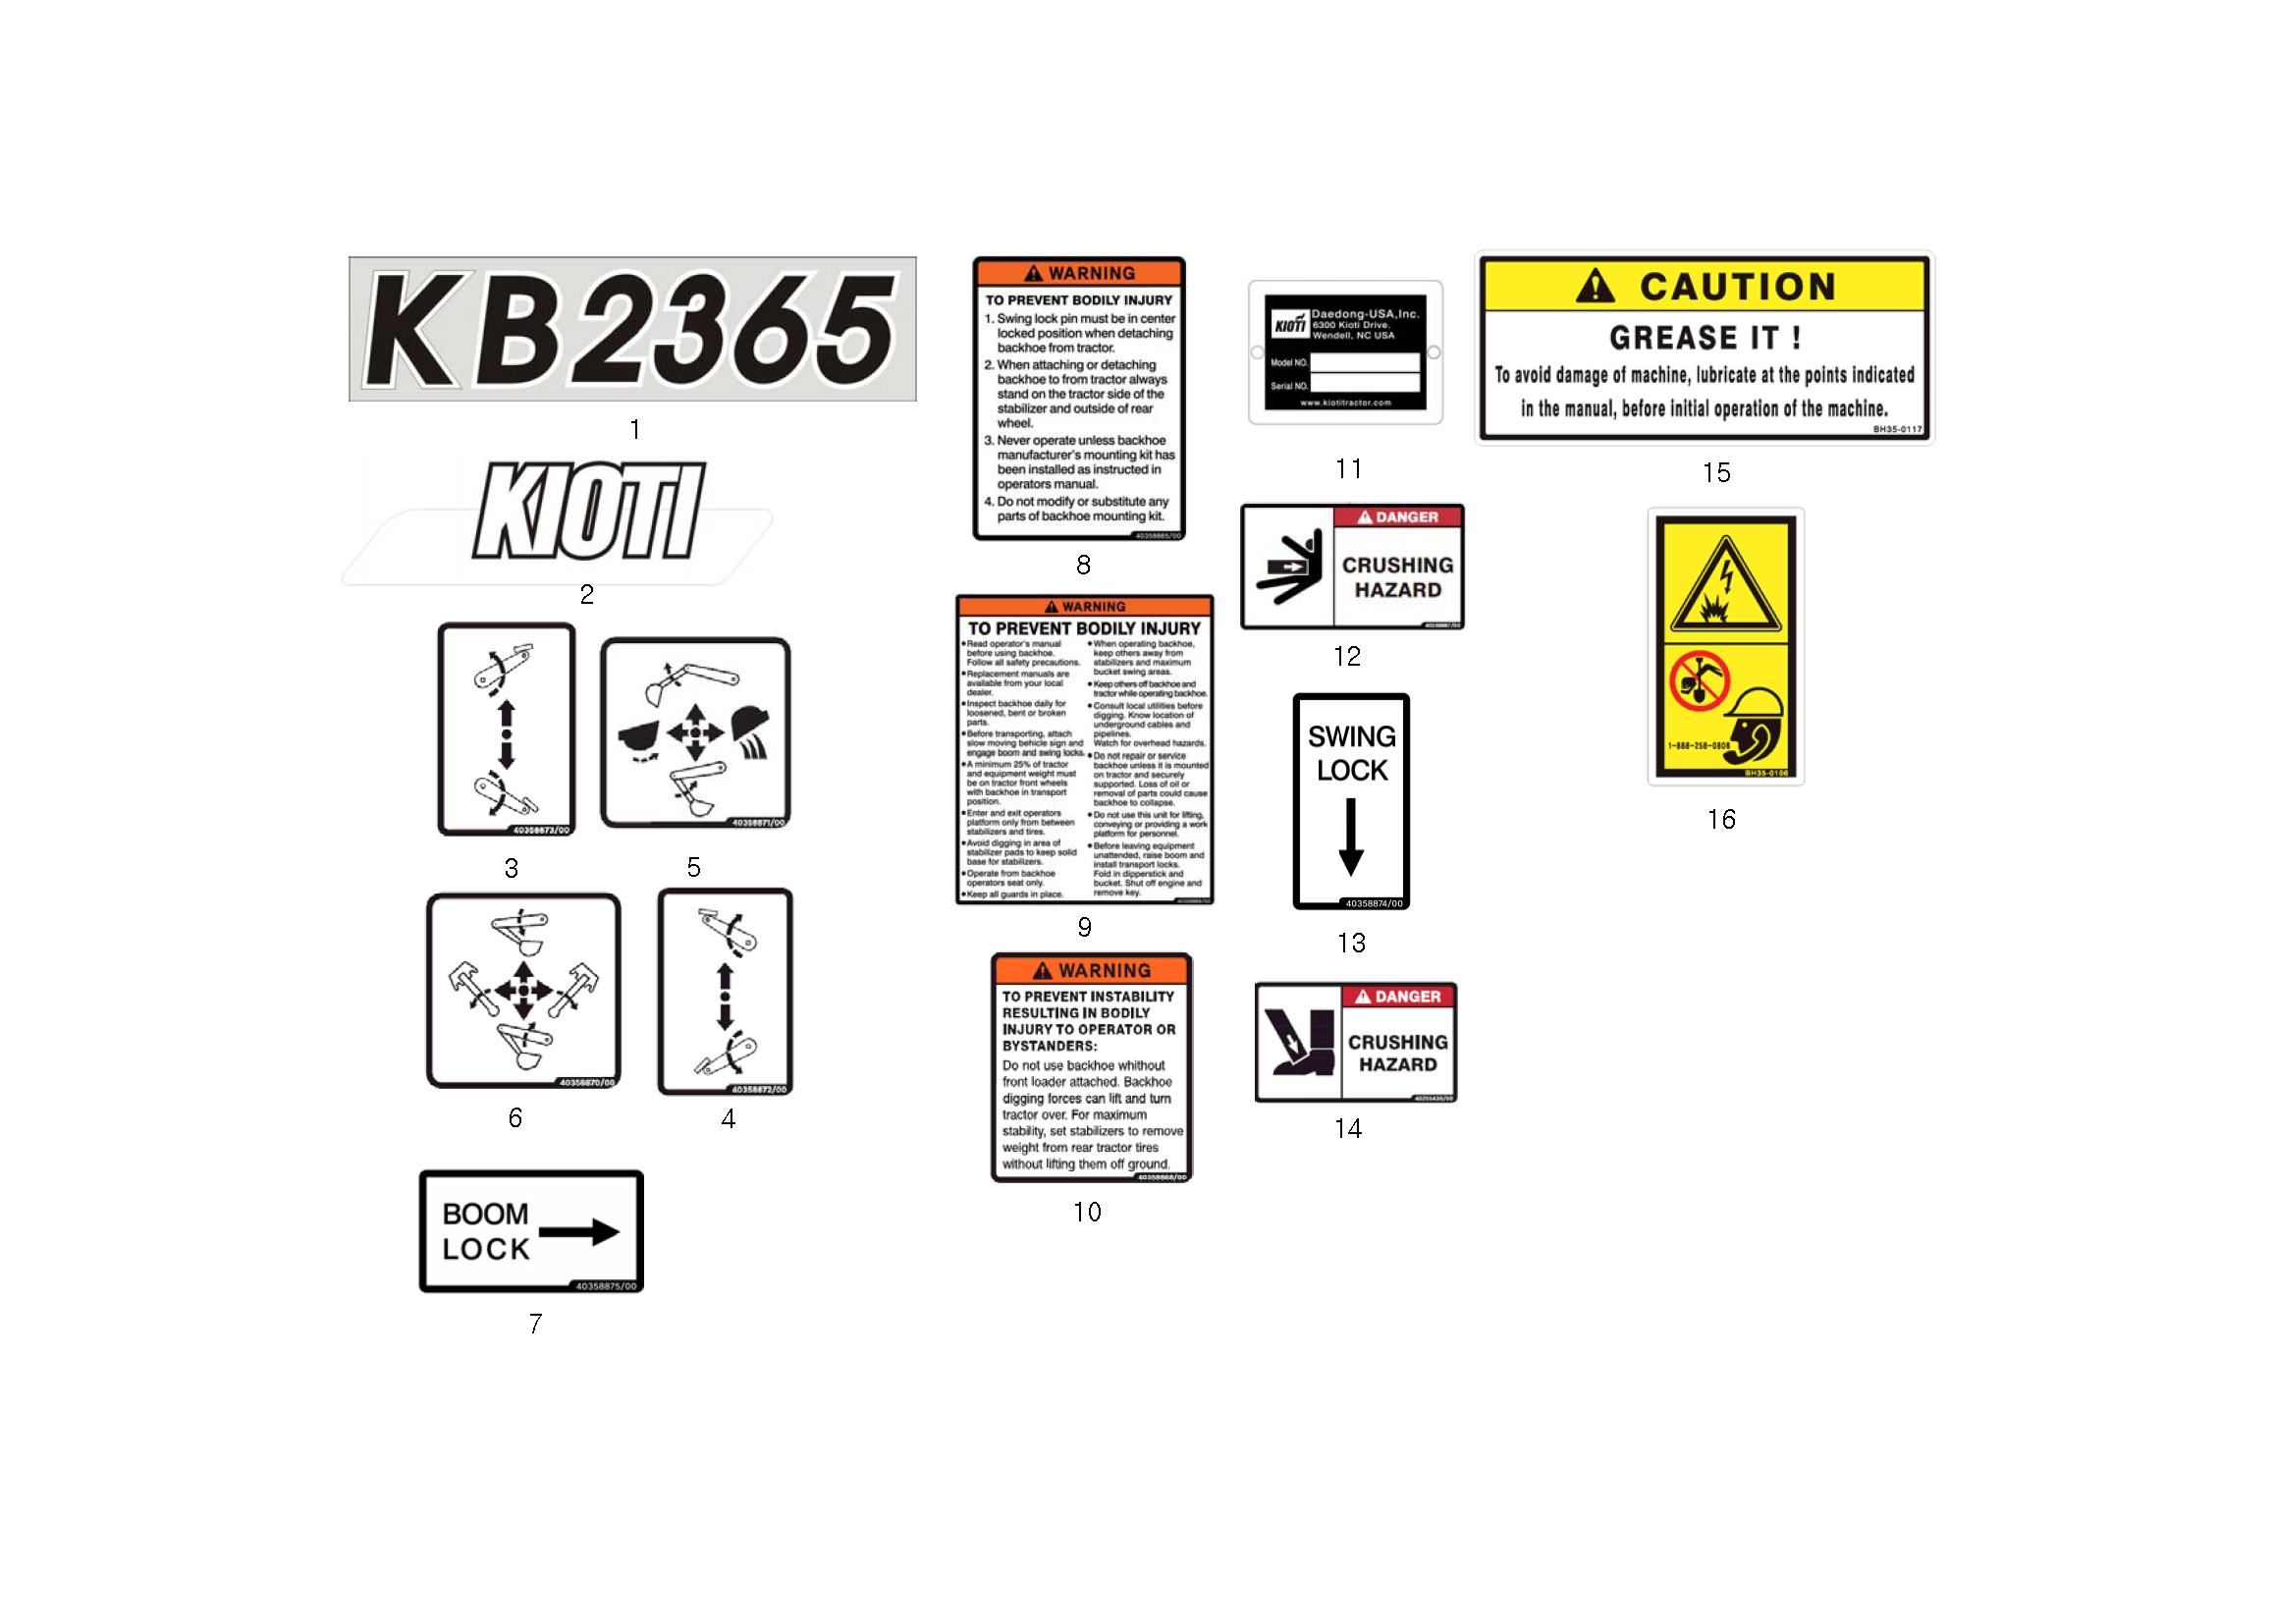 KB2365
1
KIOTI
2
40358873/00
3
40358871/00
5
40358870/00
6
40358872/00
4
BOOM
LOCK
40358875/00
7
WARNING
TO PREVENT BODILY INJURY
1. Swing lock pin must be in center
locked position when detaching
backhoe from tractor.
2. When attaching or detaching
backhoe to from tractor always
stand on the tractor side of the
stabilizer and outside of rear
wheel.
3. Never operate unless backhoe
manufacturer's mounting kit has
been installed as instructed in
operators manual.
4. Do not modify or substitute any
parts of backhoe mounting kit.
40358865/00
8
WARNING
TO PREVENT BODILY INJURY
●Read operator's manual
before using backhoe.
Follow all safety precautions.
●Replacement manuals are
available from your local
dealer.
●Inspect backhoe daily for
loosened, bent or broken
parts.
●Before transporting, attach
slow moving behicle sign and
engage boom and swing locks.
●A minimum 25% of tractor
and equipment weight must
be on tractor front wheels
with backhoe in transport
position.
●Enter and exit operators
platform only from between
stabilizers and tires.
●Avoid digging in area of
stabilizer pads to keep solid
base for stabilizers.
●Operate from backhoe
operators seat only.
●Keep all guards in place.
●When operating backhoe,
keep others away from
stabilizers and maximum
bucket swing areas.
●Keep others off backhoe and
tractor while operating backhoe.
●Consult local utilities before
digging. Know location of
underground cables and
pipelines.
Watch for overhead hazards.
●Do not repair or service
backhoe unless it is mounted
on tractor and securely
supported. Loss of oil or
removal of parts could cause
backhoe to collapse.
●Do not use this unit for lifting,
conveying or providing a work
platform for personnel.
●Before leaving equipment
unattended, raise boom and
install transport locks.
Fold in dipperstick and
bucket. Shut off engine and
remove key.
9
WARNING
TO PREVENT INSTABILITY
RESULTING IN BODILY
INJURY TO OPERATOR OR
BYSTANDERS:
Do not use backhoe whithout
front loader attached. Backhoe
digging forces can lift and turn
tractor over. For maximum
stability, set stabilizers to remove
weight from rear tractor tires
without lifting them off ground.
40358868/00
10
KIOTI
Daedong-USA,Inc.
6300 Kioti Drive.
Wendell, NC USA
Model NO.
Serial NO.
www.kiotitractor.com
11
DANGER
CRUSHING
HAZARD
12
SWING
LOCK
40358874/00
13
DANGER
CRUSHING
HAZARD
14
CAUTION
GREASE IT !
To avoid damage of machine, lubricate at the points indicated
in the manual, before initial operation of the machine.
BH35-0117
15
1-888-258-0808
BH35-0106
16